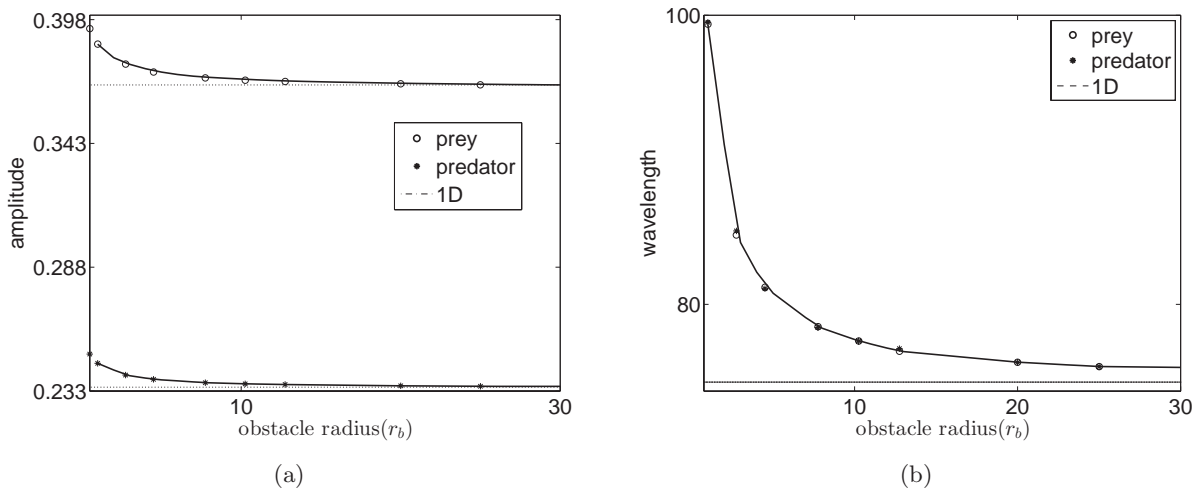 0.398
0.343
0.288
0.233
amplitude
prey
predator
1D
10
30
obstacle radius(r_b)
(a)
100
80
wavelength
prey
predator
1D
10
20
30
obstacle radius(r_b)
(b)